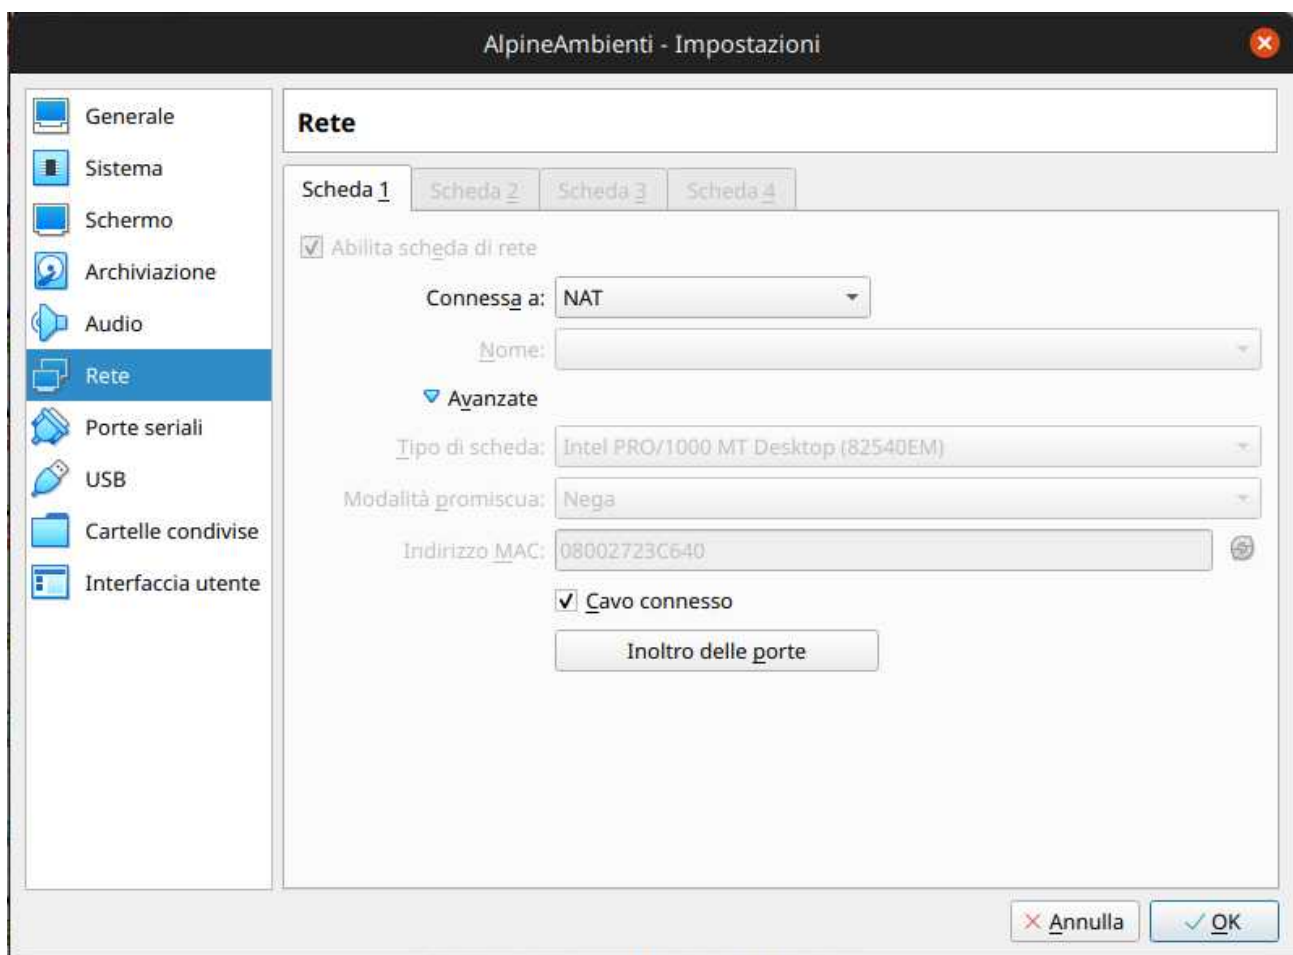 AlpineAmbienti - Impostazioni
Generale
Sistema
Schermo
Archiviazione
Audio
Rete
Porte seriali
USB
Cartelle condivise
Interfaccia utente
Rete
Scheda 1 Scheda 2 Scheda 3 Scheda 4
Abilita scheda di rete
Connessa a: NAT
Nome:
Avanzate
Tipo di scheda: Intel PRO/1000 MT Desktop (82540EM)
Modalità promiscua: Nega
Indirizzo MAC: 08002723C640
Cavo connesso
Inoltro delle porte
Annulla OK